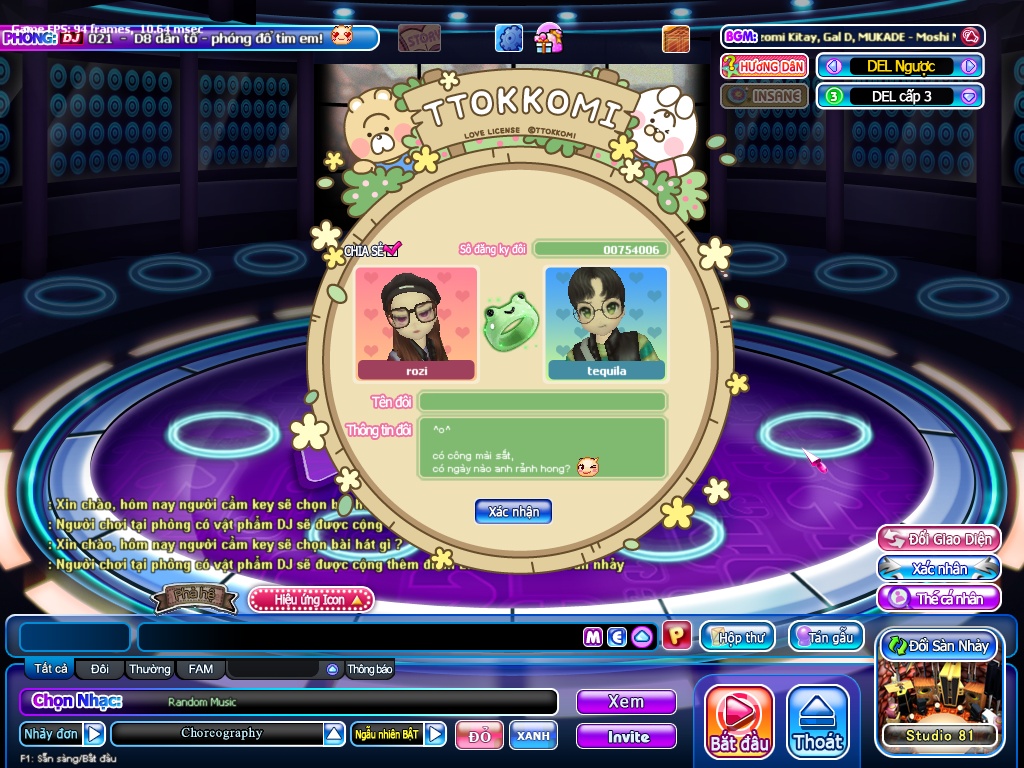 Game FPS: 94 frames, 10.64 msec
PHÒNG: DJ 021 - D8 dần tố - phóng đổ tim em!
STORE
BGM: zomi Kitay, Gal D, MUKADE - Moshi M
? HƯỚNG DẪN
DEL Ngược
INSANE
3 DEL cấp 3
TTOKKOMI
LOVE LICENSE ©TTOKKOMI
CHIA SẺ
Số đăng ký đôi 00754006
rozi
tequila
Tên đôi
Thông tin đôi
^o^
có công mài sắt,
có ngày nào anh rảnh hong?
Xác nhận
: Xin chào, hôm nay người cầm key sẽ chọn b
: Người chơi tại phòng có vật phẩm DJ sẽ được cộng
: Xin chào, hôm nay người cầm key sẽ chọn bài hát gì ?
: Người chơi tại phòng có vật phẩm DJ sẽ được cộng thêm đ
n nhảy
Đổi Giao Diện
Xác nhận
Thẻ cá nhân
Phả hệ
Hiệu ứng Icon
M E P
Hộp thư
Tán gẫu
Đổi Sàn Nhảy
Tất cả Đôi Thường FAM Thông báo
Chọn Nhạc: Random Music
Xem
Nhảy đơn Choreography Ngẫu nhiên BẬT ĐỎ XANH Invite
Bắt đầu
Thoát
Studio 81
F1: Sẵn sàng/Bắt đầu